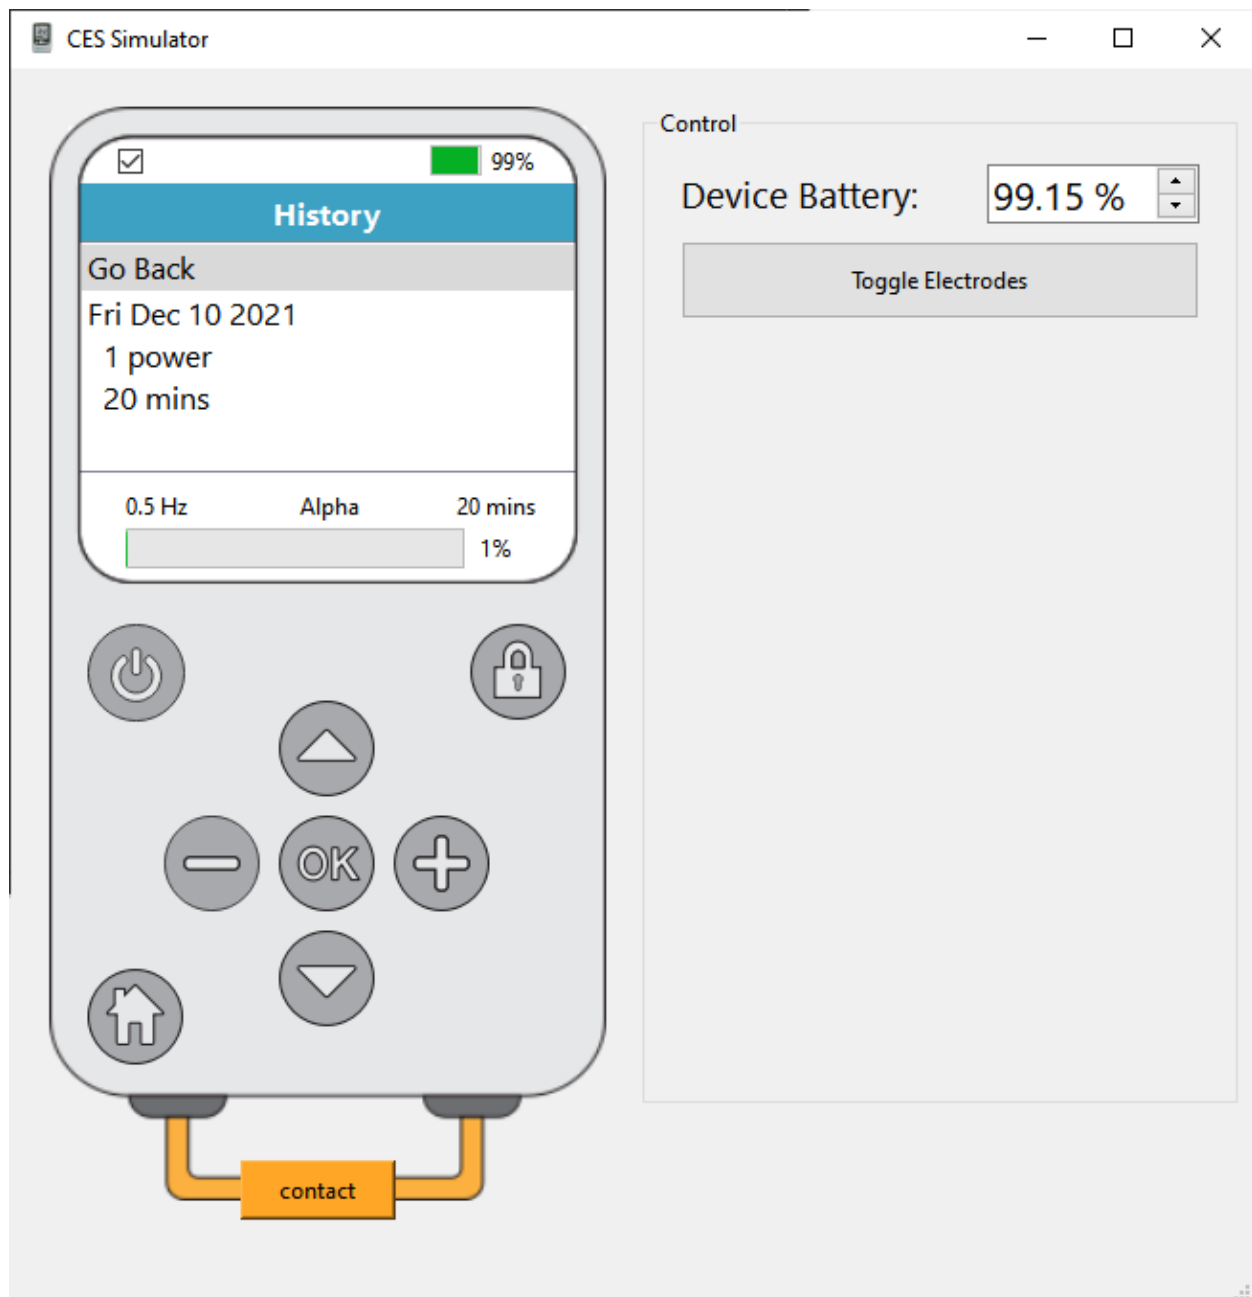 CES Simulator
99%
History
Go Back
Fri Dec 10 2021
1 power
20 mins
0.5 Hz Alpha 20 mins
1%
OK
contact
Control
Device Battery: 99.15 %
Toggle Electrodes